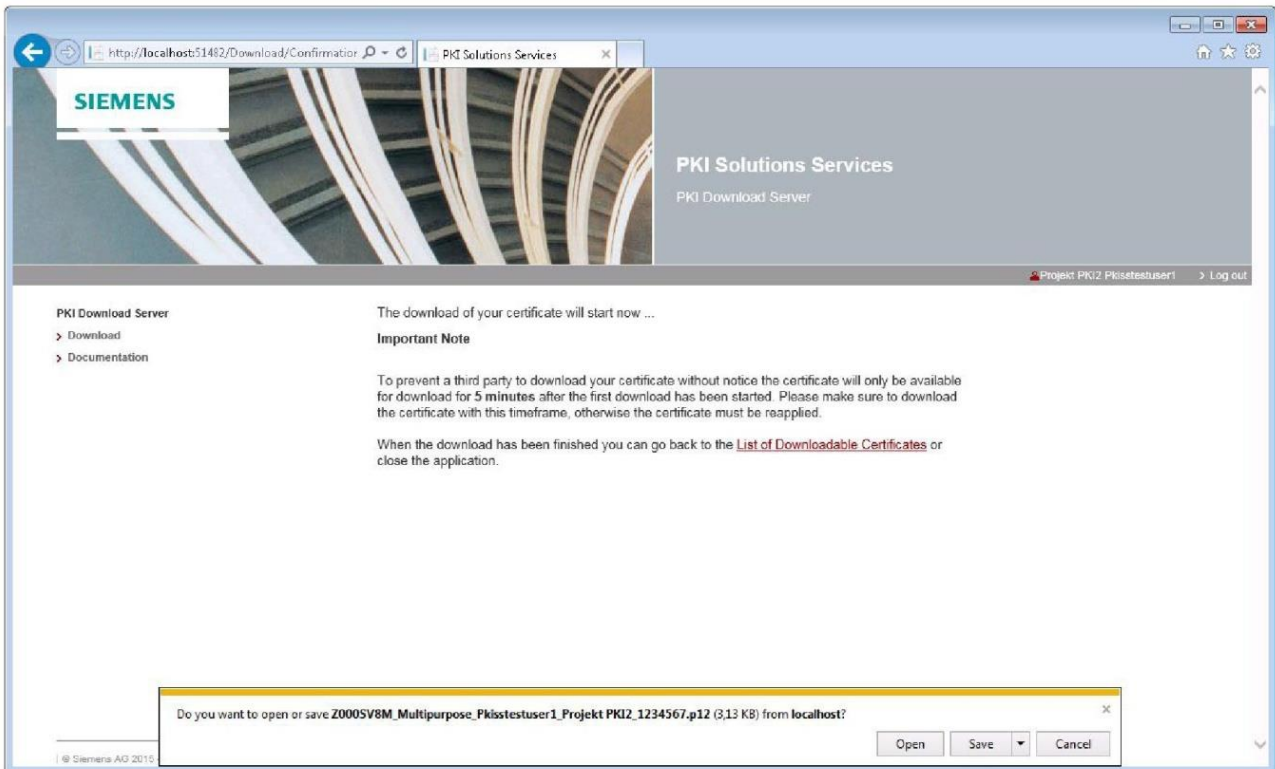 http://localhost:51482/Download/Confirmation
PKI Solutions Services
SIEMENS
PKI Solutions Services
PKI Download Server
Projekt PKI2 Pkisstestuser1 > Log out
PKI Download Server
> Download
> Documentation
The download of your certificate will start now ...
Important Note
To prevent a third party to download your certificate without notice the certificate will only be available
for download for 5 minutes after the first download has been started. Please make sure to download
the certificate with this timeframe, otherwise the certificate must be reapplied.
When the download has been finished you can go back to the List of Downloadable Certificates or
close the application.
Do you want to open or save Z000SV8M_Multipurpose_Pkisstestuser1_Projekt PKI2_1234567.p12 (3,13 KB) from localhost?
Open Save Cancel
| © Siemens AG 2015